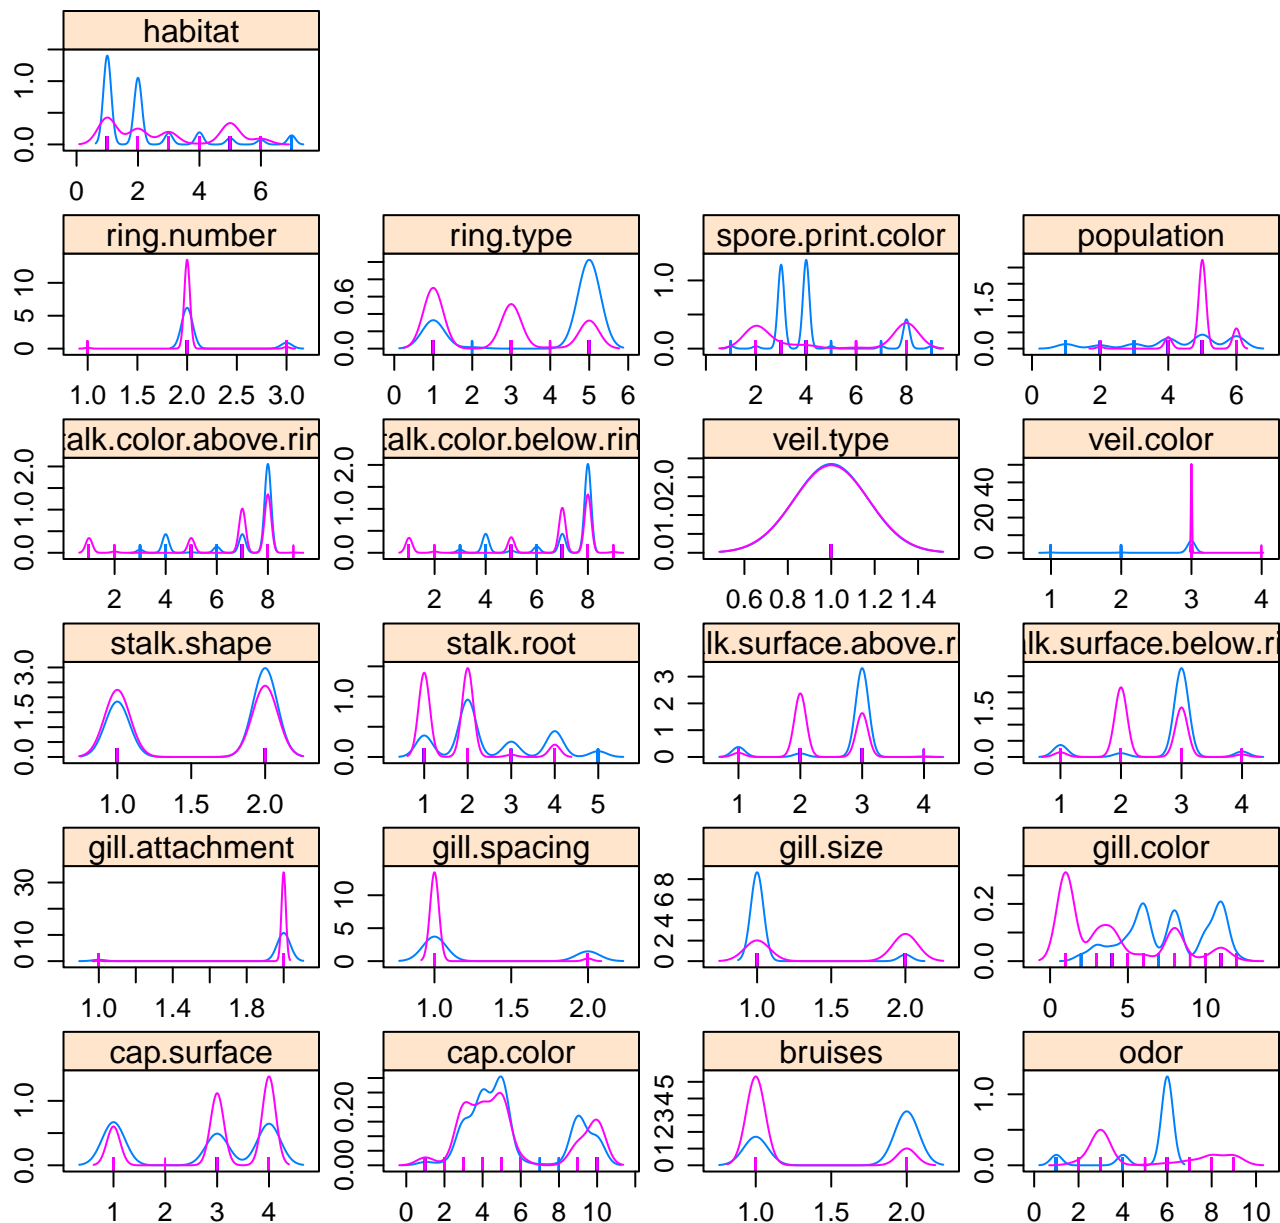 habitat
0.0 1.0
0 2 4 6
ring.number ring.type spore.print.color population
0 5 10 0.0 0.6 0.0 1.0 0.0 1.5
1.0 1.5 2.0 2.5 3.0 0 1 2 3 4 5 6 2 4 6 8 0 2 4 6
talk.color.above.rin talk.color.below.rin veil.type veil.color
0.0 1.0 2.0 0.0 1.0 2.0 0.0 1.0 2.0 0 20 40
2 4 6 8 2 4 6 8 0.6 0.8 1.0 1.2 1.4 1 2 3 4
stalk.shape stalk.root lk.surface.above.r lk.surface.below.ri
0.0 1.5 3.0 0.0 1.0 0 1 2 3 0.0 1.5
1.0 1.5 2.0 1 2 3 4 5 1 2 3 4 1 2 3 4
gill.attachment gill.spacing gill.size gill.color
0 10 30 0 5 10 0 2 4 6 8 0.0 0.2
1.0 1.4 1.8 1.0 1.5 2.0 1.0 1.5 2.0 0 5 10
cap.surface cap.color bruises odor
0.0 1.0 0.00 0.20 0 1 2 3 4 5 0.0 1.0
1 2 3 4 0 2 4 6 8 10 1.0 1.5 2.0 0 2 4 6 8 10